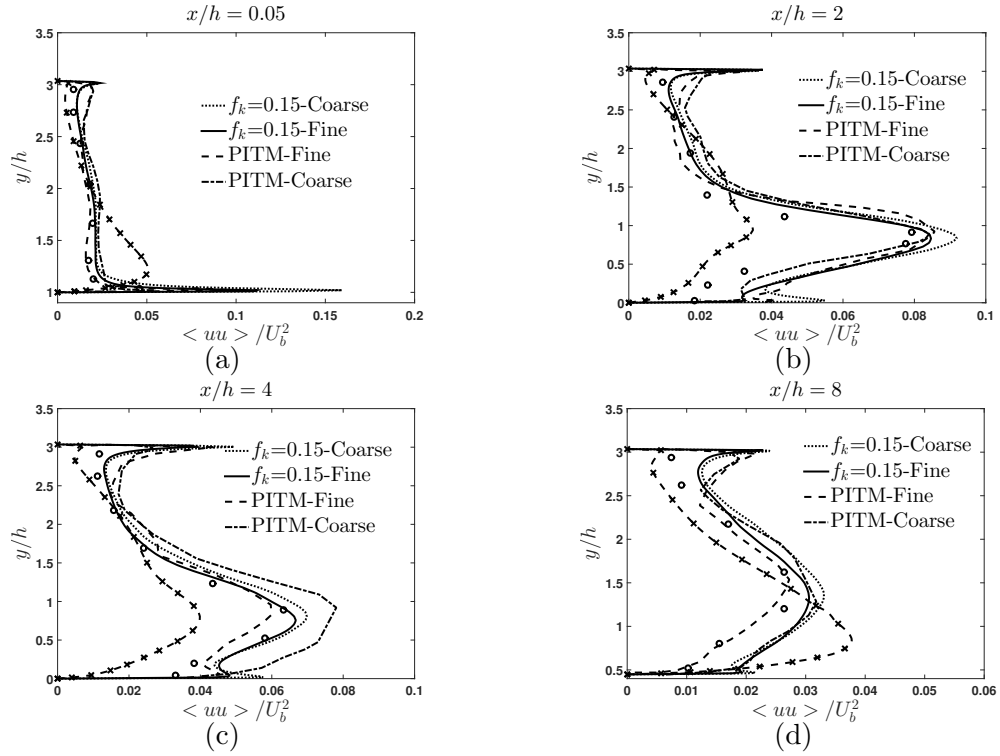 x/h = 0.05
3.5
3
2.5
2
1.5
1
y/h
f_k=0.15-Coarse
f_k=0.15-Fine
PITM-Fine
PITM-Coarse
0 0.05 0.1 0.15 0.2
< uu > /U_b^2
(a)
x/h = 2
3.5
3
2.5
2
1.5
1
0.5
0
y/h
f_k=0.15-Coarse
f_k=0.15-Fine
PITM-Fine
PITM-Coarse
0 0.02 0.04 0.06 0.08 0.1
< uu > /U_b^2
(b)
x/h = 4
3.5
3
2.5
2
1.5
1
0.5
0
y/h
f_k=0.15-Coarse
f_k=0.15-Fine
PITM-Fine
PITM-Coarse
0 0.02 0.04 0.06 0.08 0.1
< uu > /U_b^2
(c)
x/h = 8
3.5
3
2.5
2
1.5
1
0.5
y/h
f_k=0.15-Coarse
f_k=0.15-Fine
PITM-Fine
PITM-Coarse
0 0.01 0.02 0.03 0.04 0.05 0.06
< uu > /U_b^2
(d)